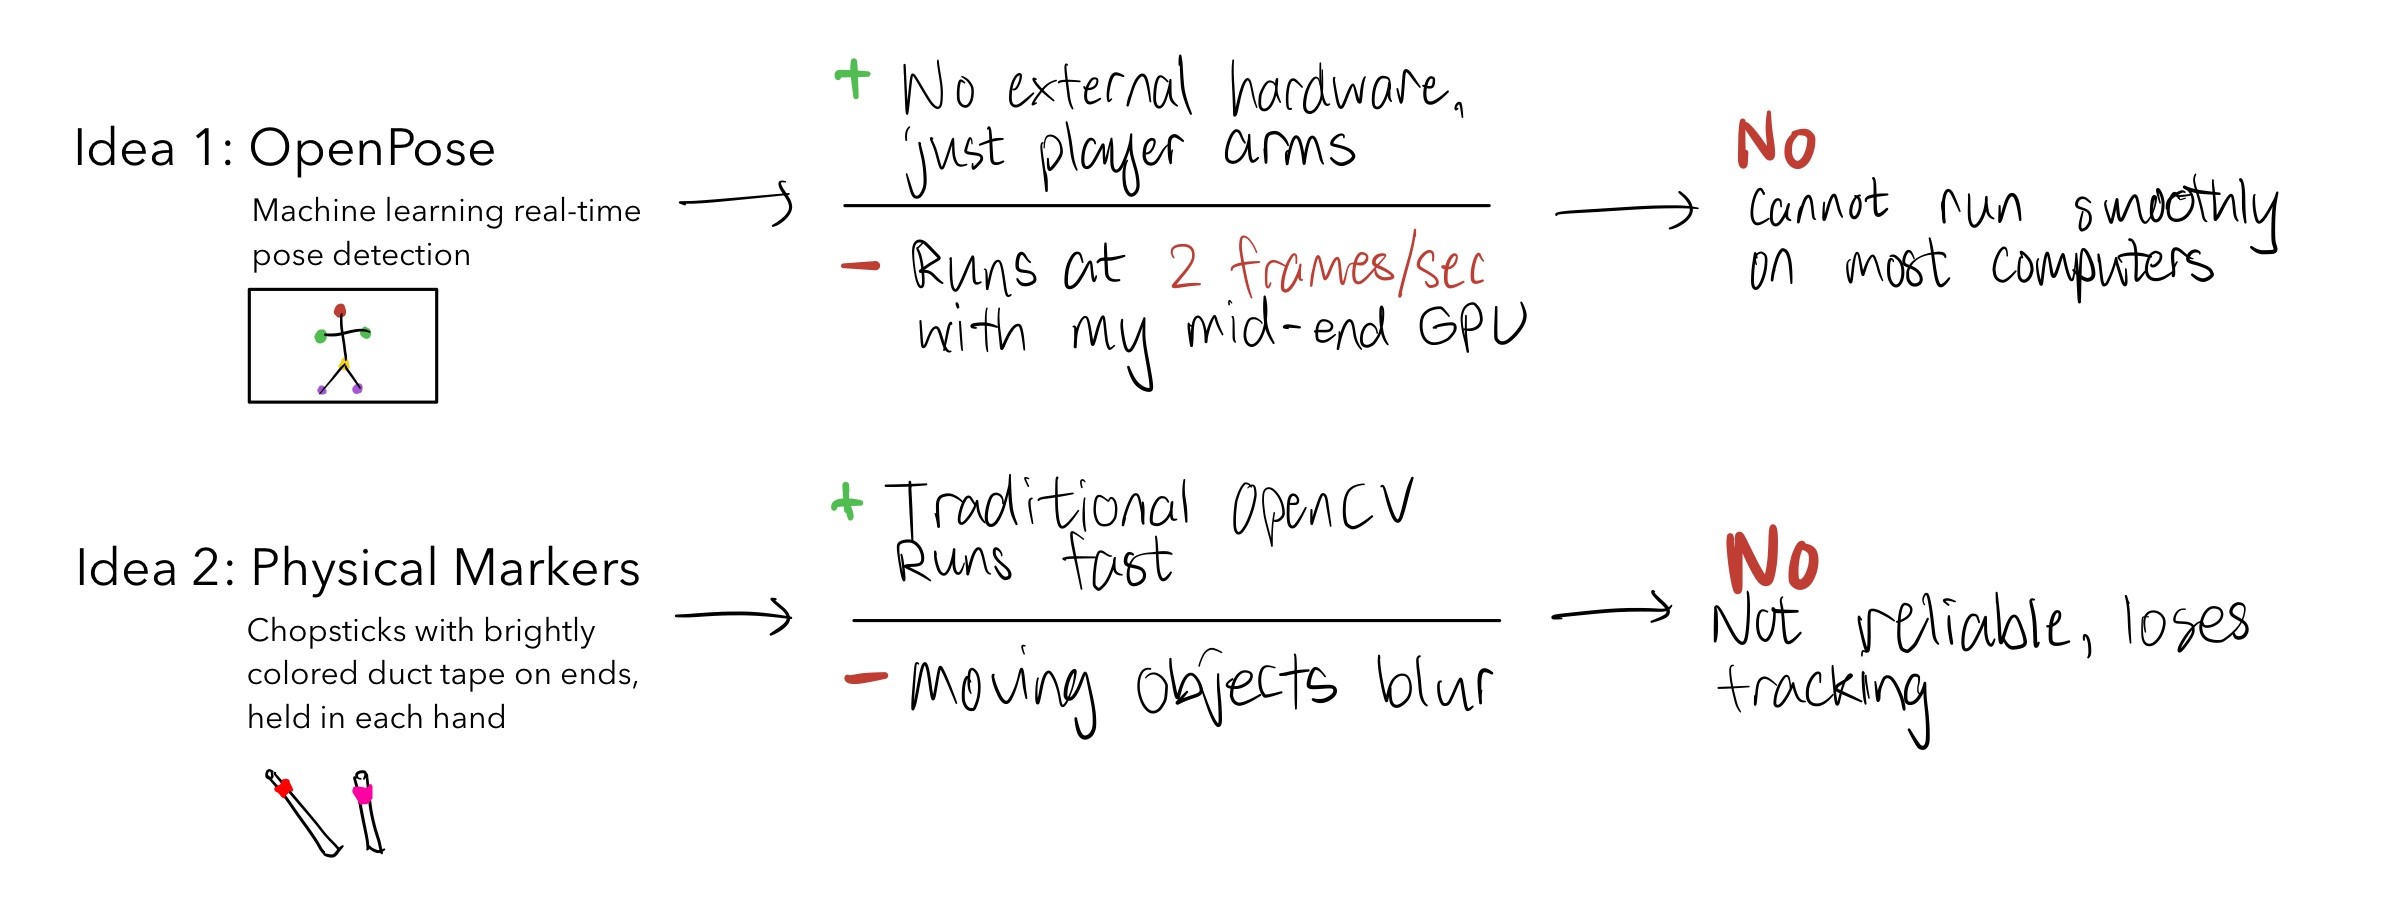 Idea 1: OpenPose
Machine learning real-time
pose detection
+ No external hardware,
just player arms
- Runs at 2 frames/sec
with my mid-end GPU
No
cannot run smoothly
on most computers
Idea 2: Physical Markers
Chopsticks with brightly
colored duct tape on ends,
held in each hand
+ Traditional OpenCV
Runs fast
- Moving objects blur
No
Not reliable, loses
tracking